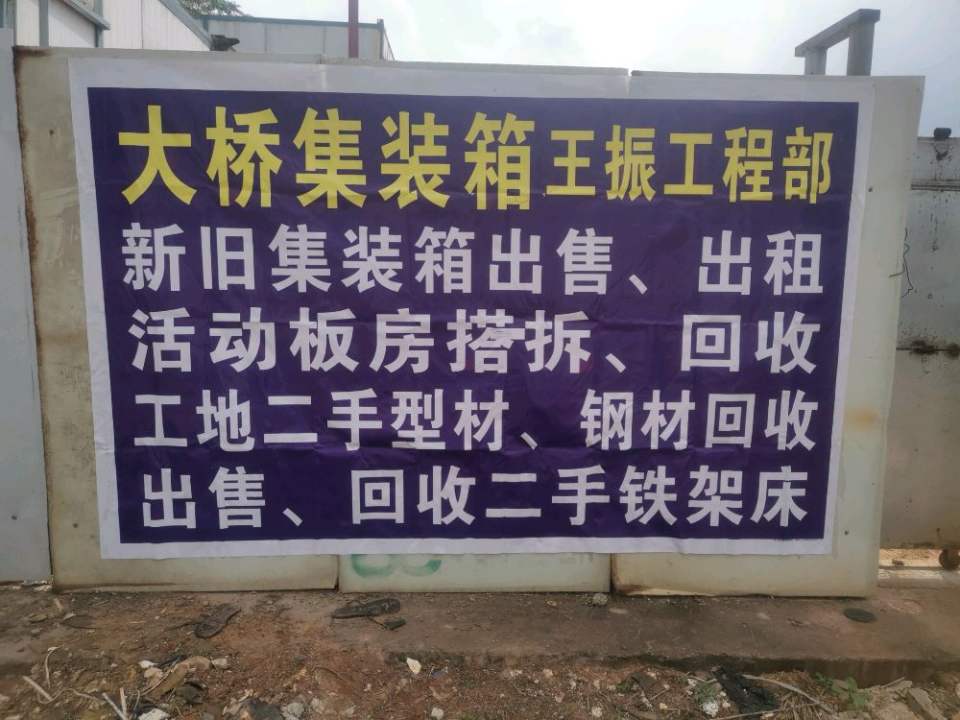 大桥集装箱王振工程部
新旧集装箱出售、出租
活动板房搭拆、回收
工地二手型材、钢材回收
出售、回收二手铁架床